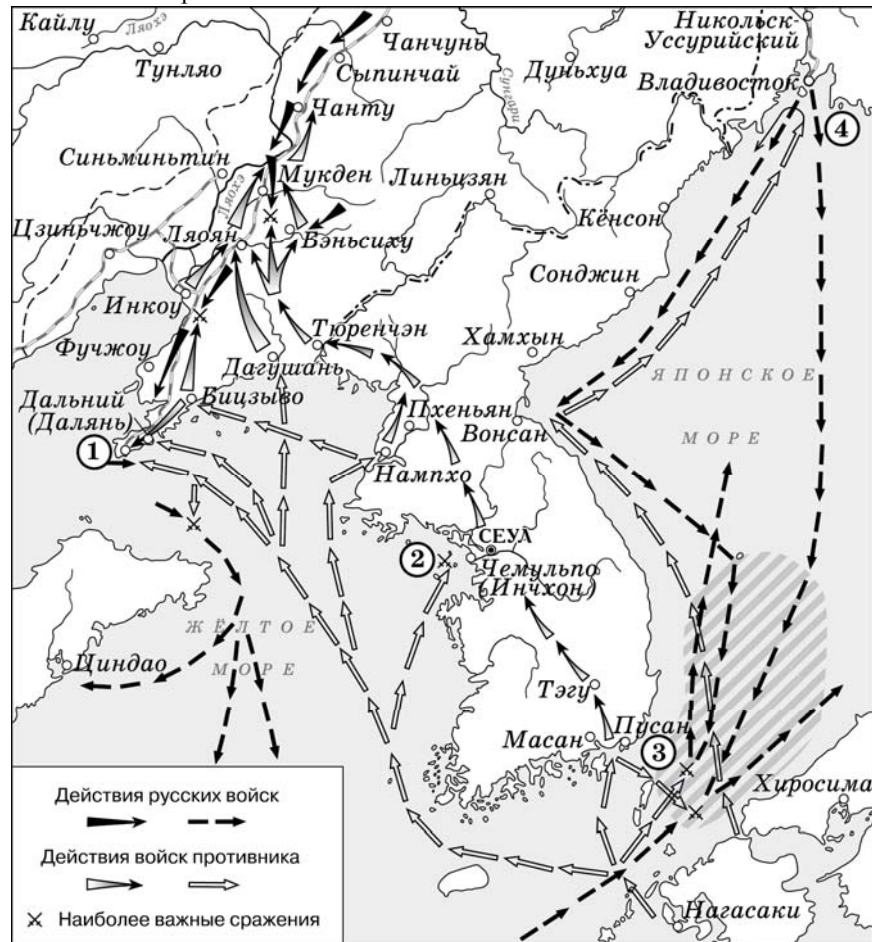 Кайлу
Ляохэ
Тунляо
Чанчунь
Сыпинчай
Сунгари
Дуньхуа
Никольск-
Уссурийский
Владивосток
Чанту
4
Синьминьтин
Ляохэ
Мукден
Линьцзян
Кёнсон
Цзиньчжоу
Ляоян
Вэньсиху
Сонджин
Инкоу
Тюренчэн
Хамхын
Фучжоу
Дагушань
ЯПОНСКОЕ
МОРЕ
Дальний
(Далянь)
Бицзыво
Пхеньян
Вонсан
1
Нампхо
СЕУЛ
2
Чемульпо
(Инчхон)
ЖЁЛТОЕ
МОРЕ
Циндао
Тэгу
Масан
Пусан
3
Хиросима
Нагасаки
Действия русских войск
Действия войск противника
Наиболее важные сражения